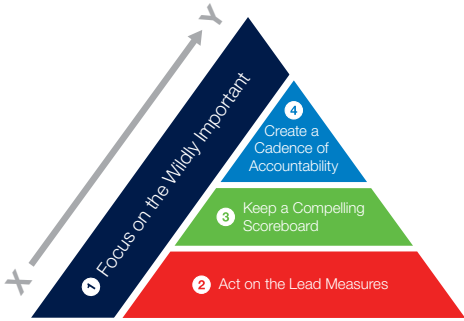 Y
X
1 Focus on the Wildly Important
4
Create a
Cadence of
Accountability
3 Keep a Compelling
Scoreboard
2 Act on the Lead Measures